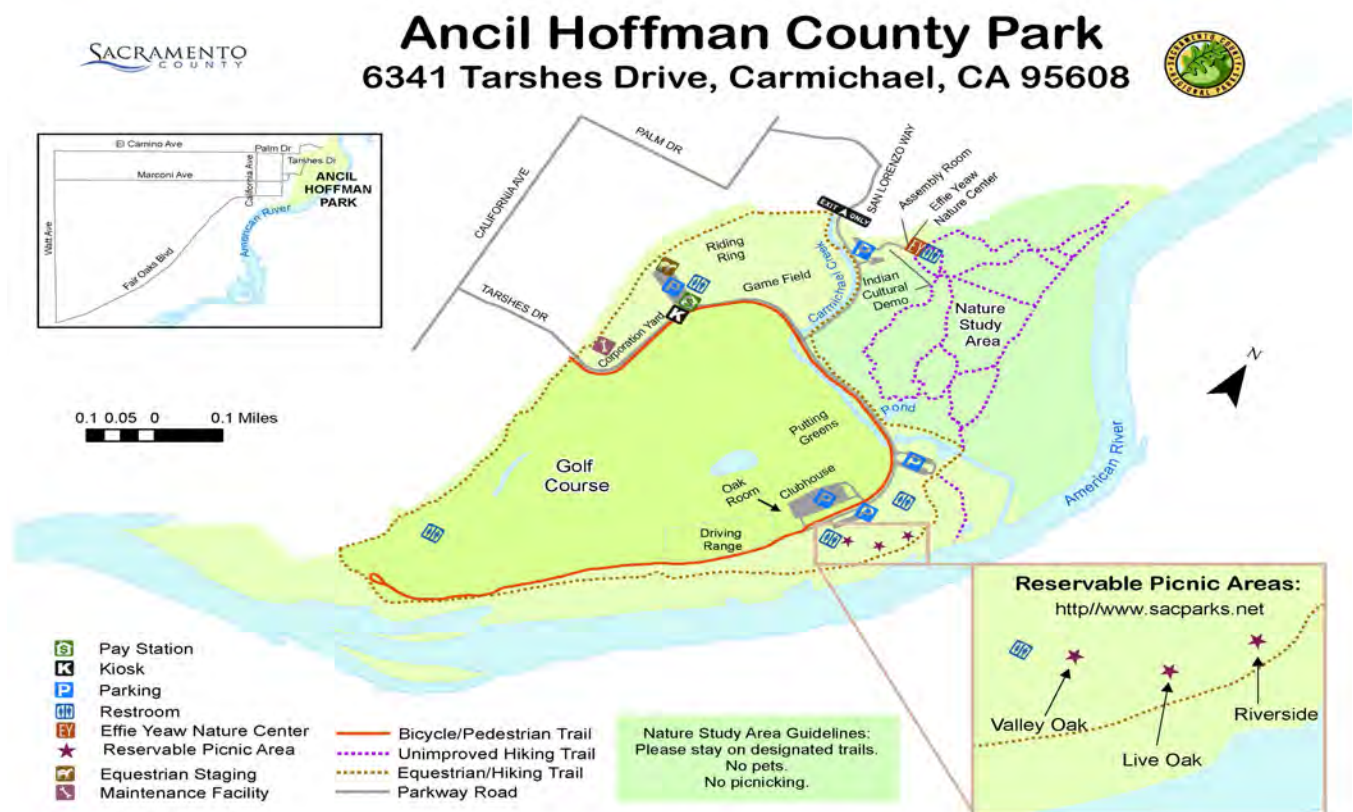 SACRAMENTO
COUNTY
Ancil Hoffman County Park
6341 Tarshes Drive, Carmichael, CA 95608
SACRAMENTO COUNTY
REGIONAL PARKS
El Camino Ave
Palm Dr
Tarshes Dr
Marconi Ave
California Ave
ANCIL
HOFFMAN
PARK
American River
Watt Ave
Fair Oaks Blvd
0.1 0.05 0 0.1 Miles
CALIFORNIA AVE
PALM DR
SAN LORENZO WAY
TARSHES DR
EXIT ONLY
Assembly Room
Effie Yeaw
Nature Center
EY
P
Riding
Ring
Game Field
Carmichael Creek
Indian
Cultural
Demo
Nature
Study
Area
P
S
K
Corporation Yard
Pond
Putting
Greens
Golf
Course
Oak
Room
Clubhouse
P
P
P
Driving
Range
American River
N
Reservable Picnic Areas:
http//www.sacparks.net
Valley Oak
Live Oak
Riverside
S Pay Station
K Kiosk
P Parking
Restroom
EY Effie Yeaw Nature Center
Reservable Picnic Area
Equestrian Staging
Maintenance Facility
Bicycle/Pedestrian Trail
Unimproved Hiking Trail
Equestrian/Hiking Trail
Parkway Road
Nature Study Area Guidelines:
Please stay on designated trails.
No pets.
No picnicking.